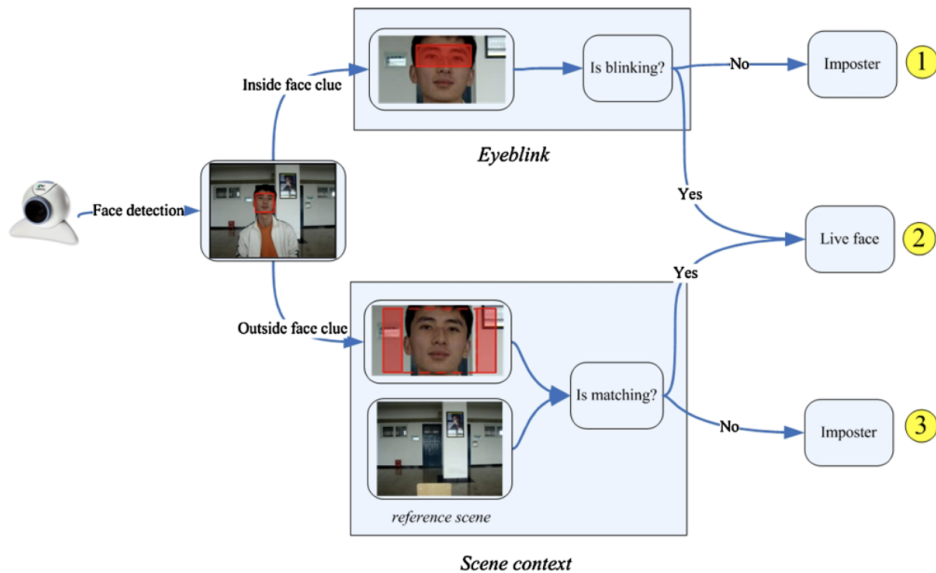 Inside face clue
Is blinking?
No
Imposter
1
Eyeblink
Face detection
Yes
Live face
2
Yes
Outside face clue
Is matching?
No
Imposter
3
reference scene
Scene context